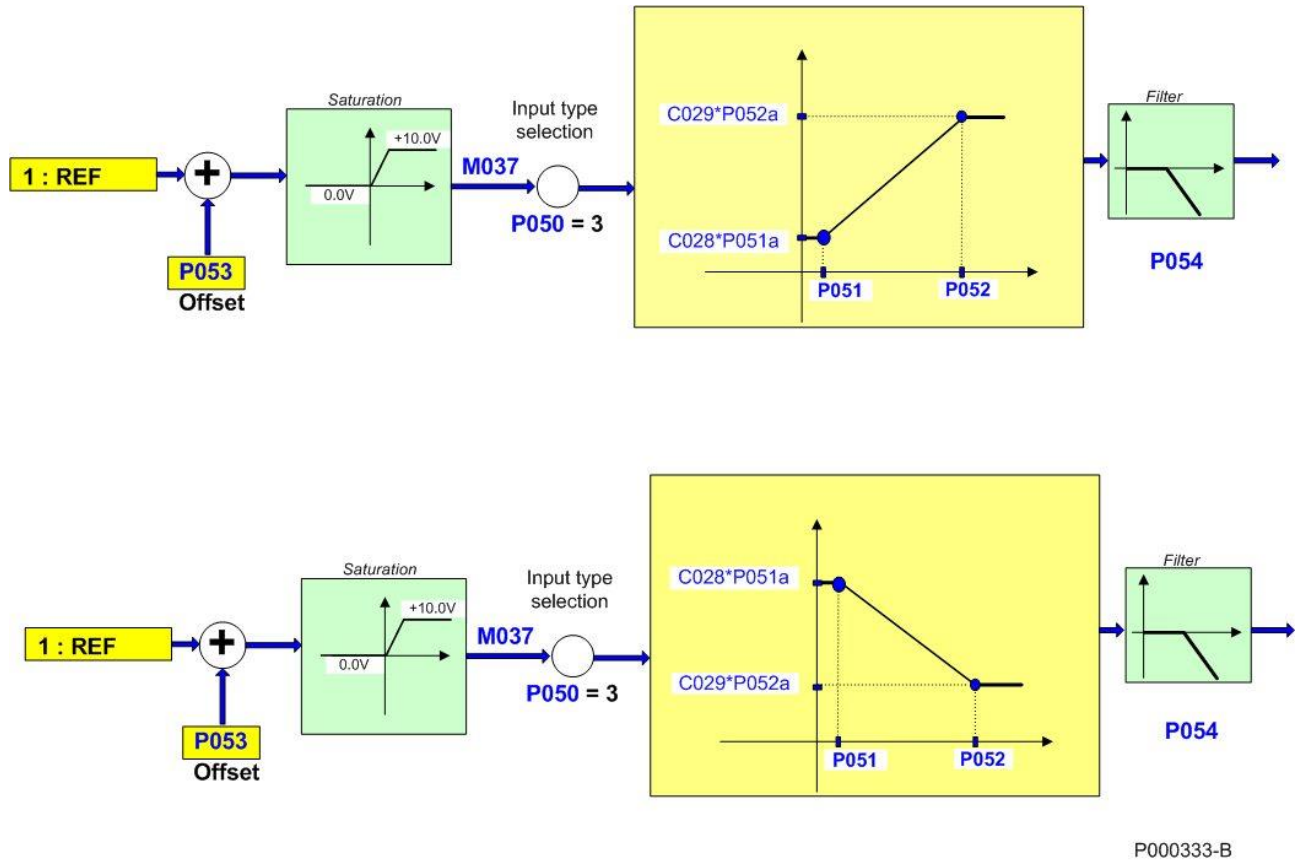 Saturation
+10.0V
0.0V
Input type
selection
C029*P052a
C028*P051a
P051
P052
Filter
1 : REF
+
M037
P050 = 3
P053
Offset
P054
Saturation
+10.0V
0.0V
Input type
selection
C028*P051a
C029*P052a
P051
P052
Filter
1 : REF
+
M037
P050 = 3
P053
Offset
P054
P000333-B